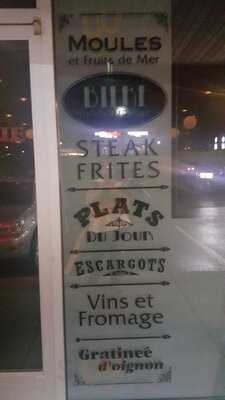 MOULES
et Fruits de Mer
STEAK
FRITES
PLATS
DU JOUR
ESCARGOTS
Vins et
Fromage
Gratineé
d'oignon